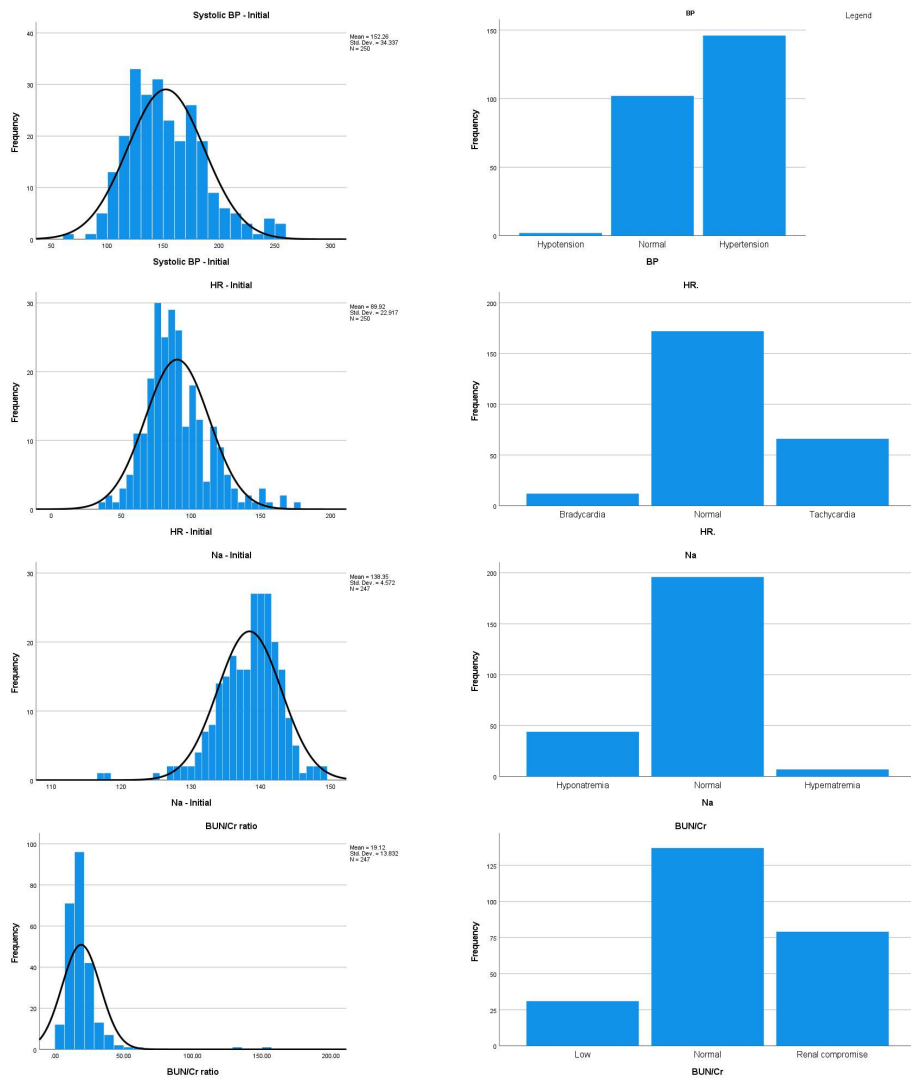 Systolic BP - Initial
Mean = 152.26
Std. Dev. = 34.337
N = 250
40
30
20
10
0
Frequency
50 100 150 200 250 300
Systolic BP - Initial
BP
Legend
150
100
50
0
Frequency
Hypotension Normal Hypertension
BP
HR - Initial
Mean = 89.92
Std. Dev. = 22.917
N = 250
30
20
10
0
Frequency
0 50 100 150 200
HR - Initial
HR.
200
150
100
50
0
Frequency
Bradycardia Normal Tachycardia
HR.
Na - Initial
Mean = 138.35
Std. Dev. = 4.572
N = 247
30
20
10
0
Frequency
110 120 130 140 150
Na - Initial
Na
200
150
100
50
0
Frequency
Hyponatremia Normal Hypernatremia
Na
BUN/Cr ratio
Mean = 19.12
Std. Dev. = 13.832
N = 247
100
80
60
40
20
0
Frequency
.00 50.00 100.00 150.00 200.00
BUN/Cr ratio
BUN/Cr
125
100
75
50
25
0
Frequency
Low Normal Renal compromise
BUN/Cr